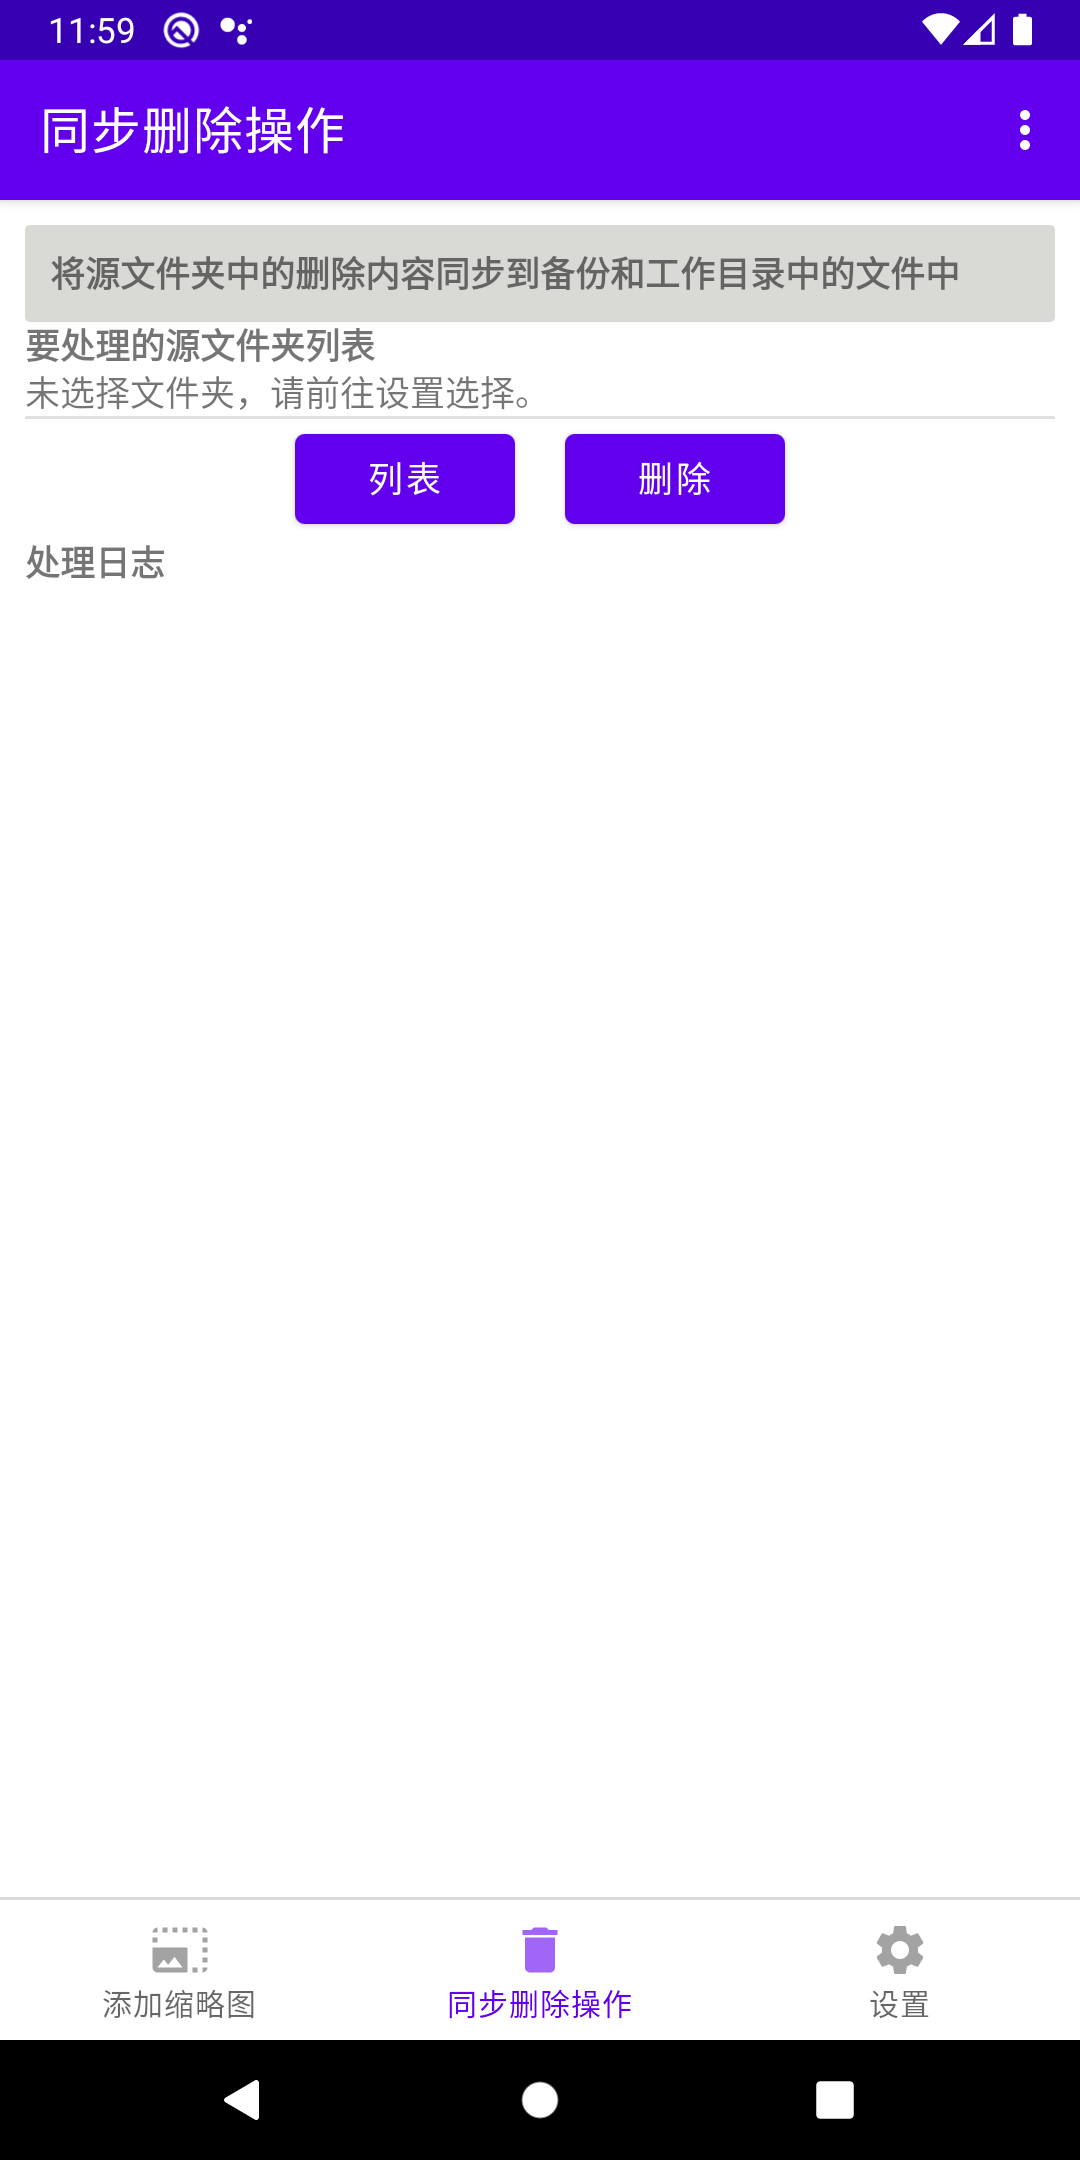 11:59
同步删除操作
将源文件夹中的删除内容同步到备份和工作目录中的文件中
要处理的源文件夹列表
未选择文件夹，请前往设置选择。
列表
删除
处理日志
添加缩略图
同步删除操作
设置